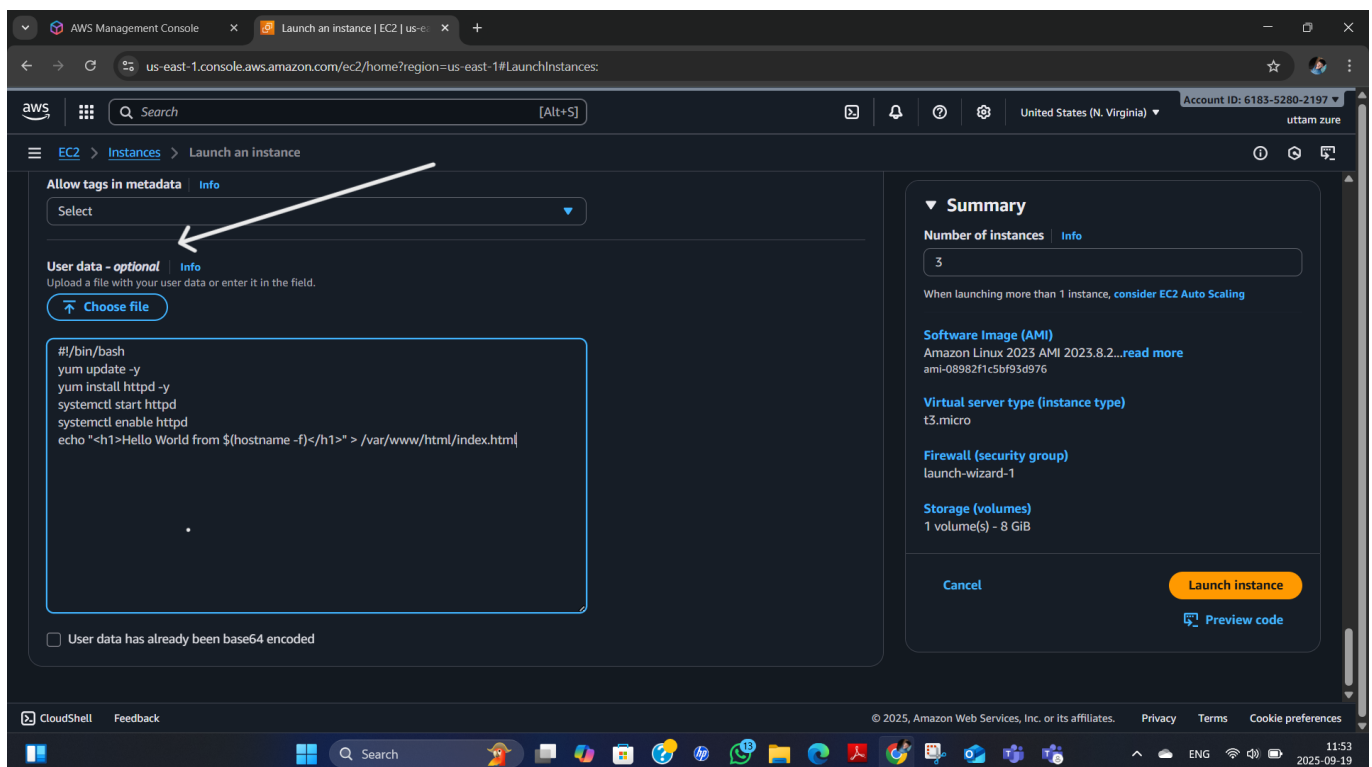 AWS Management Console
Launch an instance | EC2 | us-e
us-east-1.console.aws.amazon.com/ec2/home?region=us-east-1#LaunchInstances:
aws
Search [Alt+S]
United States (N. Virginia)
Account ID: 6183-5280-2197
uttam zure
EC2 > Instances > Launch an instance
Allow tags in metadata | Info
Select
User data - optional | Info
Upload a file with your user data or enter it in the field.
Choose file
#!/bin/bash
yum update -y
yum install httpd -y
systemctl start httpd
systemctl enable httpd
echo "<h1>Hello World from $(hostname -f)</h1>" > /var/www/html/index.html
User data has already been base64 encoded
Summary
Number of instances | Info
3
When launching more than 1 instance, consider EC2 Auto Scaling
Software Image (AMI)
Amazon Linux 2023 AMI 2023.8.2...read more
ami-08982f1c5bf93d976
Virtual server type (instance type)
t3.micro
Firewall (security group)
launch-wizard-1
Storage (volumes)
1 volume(s) - 8 GiB
Cancel
Launch instance
Preview code
CloudShell Feedback
© 2025, Amazon Web Services, Inc. or its affiliates. Privacy Terms Cookie preferences
Search
13
ENG
11:53
2025-09-19